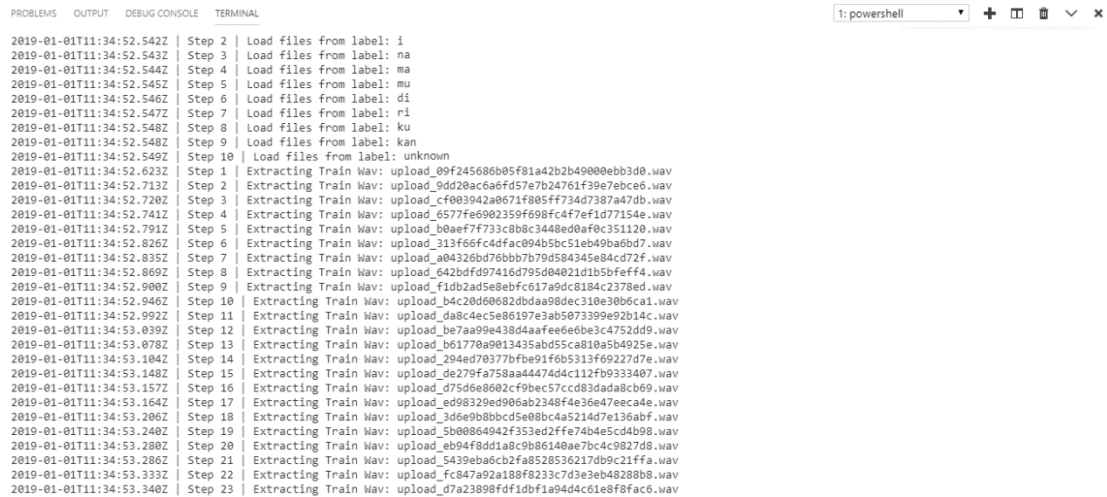 PROBLEMS OUTPUT DEBUG CONSOLE TERMINAL 1: powershell
2019-01-01T11:34:52.542Z | Step 2 | Load files from label: i
2019-01-01T11:34:52.543Z | Step 3 | Load files from label: na
2019-01-01T11:34:52.544Z | Step 4 | Load files from label: ma
2019-01-01T11:34:52.545Z | Step 5 | Load files from label: mu
2019-01-01T11:34:52.546Z | Step 6 | Load files from label: di
2019-01-01T11:34:52.547Z | Step 7 | Load files from label: ri
2019-01-01T11:34:52.548Z | Step 8 | Load files from label: ku
2019-01-01T11:34:52.548Z | Step 9 | Load files from label: kan
2019-01-01T11:34:52.549Z | Step 10 | Load files from label: unknown
2019-01-01T11:34:52.623Z | Step 1 | Extracting Train Wav: upload_09f245686b05f81a42b2b49000ebb3d0.wav
2019-01-01T11:34:52.713Z | Step 2 | Extracting Train Wav: upload_9dd20ac6a6fd57e7b24761f39e7ebce6.wav
2019-01-01T11:34:52.720Z | Step 3 | Extracting Train Wav: upload_cf003942a0671f805ff734d7387a47db.wav
2019-01-01T11:34:52.741Z | Step 4 | Extracting Train Wav: upload_6577fe6902359f698fc4f7ef1d77154e.wav
2019-01-01T11:34:52.791Z | Step 5 | Extracting Train Wav: upload_b0aef7f733c8b8c3448ed0af0c351120.wav
2019-01-01T11:34:52.826Z | Step 6 | Extracting Train Wav: upload_313f66fc4dfac094b5bc51eb49ba6bd7.wav
2019-01-01T11:34:52.835Z | Step 7 | Extracting Train Wav: upload_a04326bd76bbb7b79d584345e84cd72f.wav
2019-01-01T11:34:52.869Z | Step 8 | Extracting Train Wav: upload_642bdfd97416d795d04021d1b5bfeff4.wav
2019-01-01T11:34:52.900Z | Step 9 | Extracting Train Wav: upload_f1db2ad5e8ebfc617a9dc8184c2378ed.wav
2019-01-01T11:34:52.946Z | Step 10 | Extracting Train Wav: upload_b4c20d60682dbdaa98dec310e30b6ca1.wav
2019-01-01T11:34:52.992Z | Step 11 | Extracting Train Wav: upload_da8c4ec5e86197e3ab5073399e92b14c.wav
2019-01-01T11:34:53.039Z | Step 12 | Extracting Train Wav: upload_be7aa99e438d4aafee6e6be3c4752dd9.wav
2019-01-01T11:34:53.078Z | Step 13 | Extracting Train Wav: upload_b61770a9013435abd55ca810a5b4925e.wav
2019-01-01T11:34:53.104Z | Step 14 | Extracting Train Wav: upload_294ed70377bfbe91f6b5313f69227d7e.wav
2019-01-01T11:34:53.148Z | Step 15 | Extracting Train Wav: upload_de279fa758aa44474d4c112fb9333407.wav
2019-01-01T11:34:53.157Z | Step 16 | Extracting Train Wav: upload_d75d6e8602cf9bec57ccd83dada8cb69.wav
2019-01-01T11:34:53.164Z | Step 17 | Extracting Train Wav: upload_ed98329ed906ab2348f4e36e47eeca4e.wav
2019-01-01T11:34:53.206Z | Step 18 | Extracting Train Wav: upload_3d6e9b8bbcd5e08bc4a5214d7e136abf.wav
2019-01-01T11:34:53.240Z | Step 19 | Extracting Train Wav: upload_5b00864942f353ed2ffe74b4e5cd4b98.wav
2019-01-01T11:34:53.280Z | Step 20 | Extracting Train Wav: upload_eb94f8dd1a8c9b86140ae7bc4c9827d8.wav
2019-01-01T11:34:53.286Z | Step 21 | Extracting Train Wav: upload_5439eba6cb2fa8528536217db9c21ffa.wav
2019-01-01T11:34:53.333Z | Step 22 | Extracting Train Wav: upload_fc847a92a188f8233c7d3e3eb48288b8.wav
2019-01-01T11:34:53.340Z | Step 23 | Extracting Train Wav: upload_d7a23898fdf1dbf1a94d4c61e8f8fac6.wav